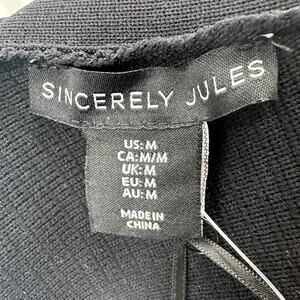 SINCERELY JULES
US: M
CA: M/M
UK: M
EU: M
AU: M
MADE IN
CHINA